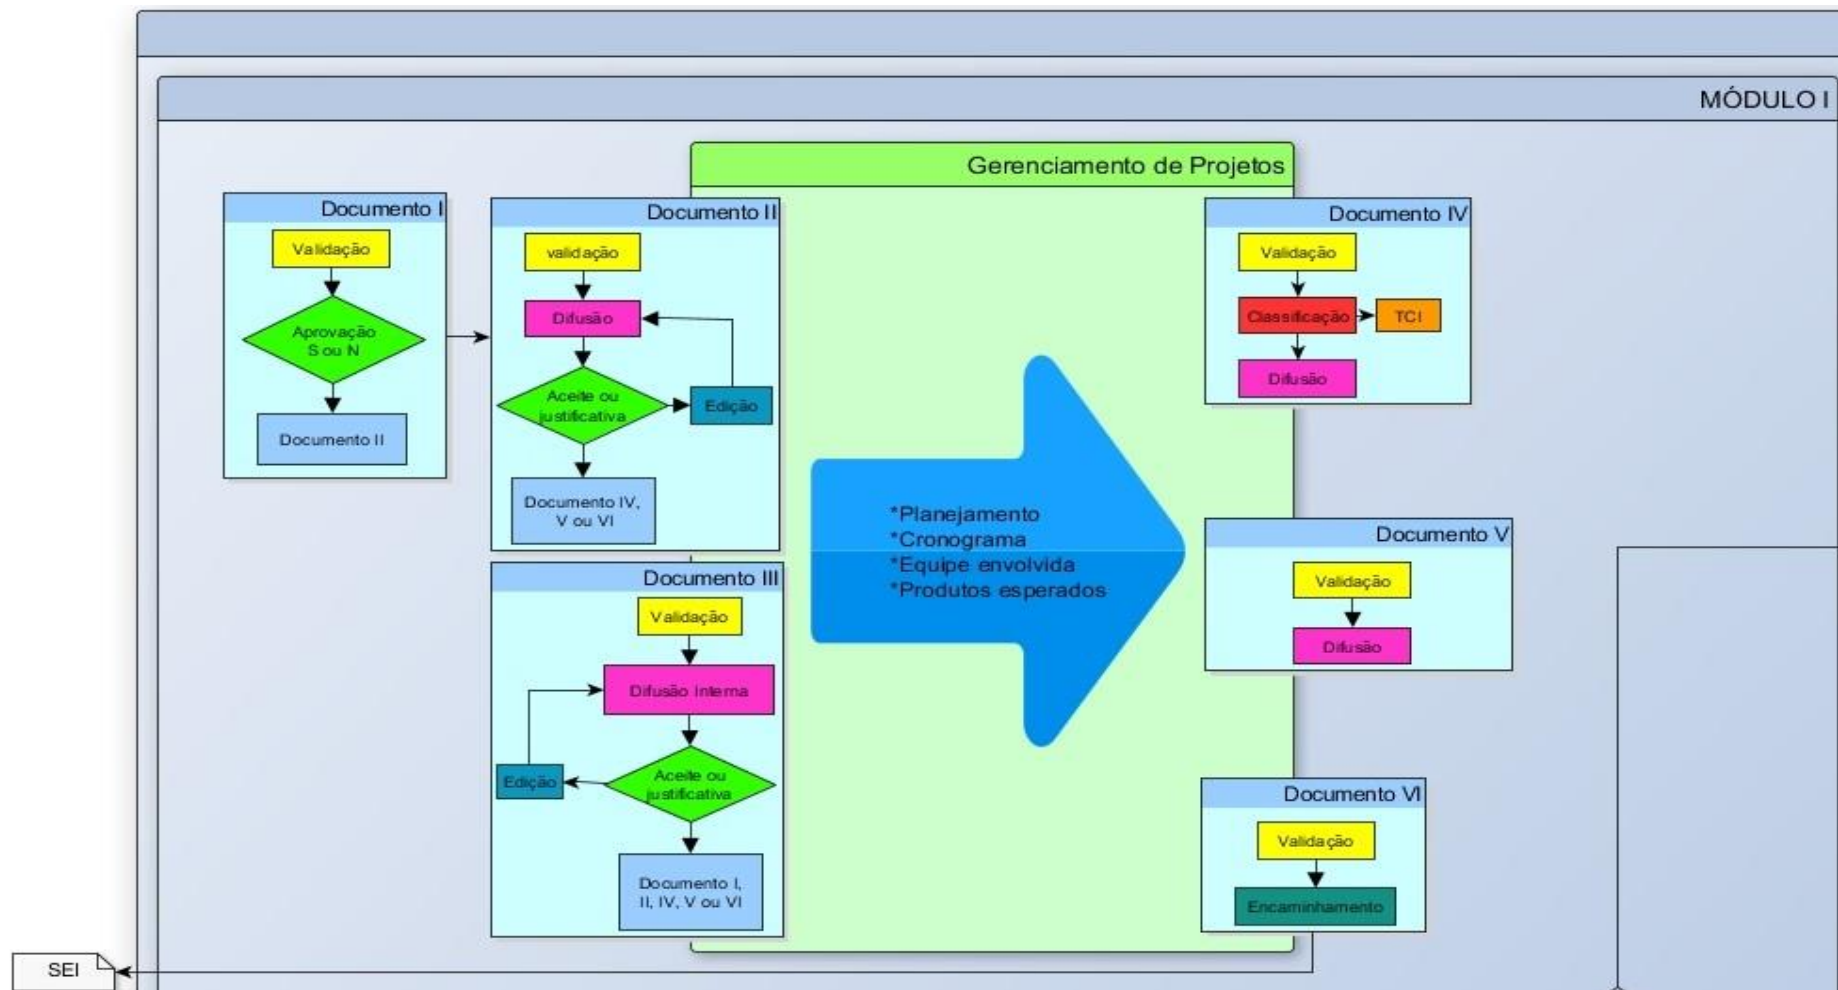 MÓDULO I
Gerenciamento de Projetos
Documento I
Validação
Aprovação
S ou N
Documento II
Documento II
validação
Difusão
Aceite ou
justificativa
Edição
Documento IV,
V ou VI
Documento III
Validação
Difusão Interna
Aceite ou
justificativa
Edição
Documento I,
II, IV, V ou VI
*Planejamento
*Cronograma
*Equipe envolvida
*Produtos esperados
Documento IV
Validação
Classificação
TCI
Difusão
Documento V
Validação
Difusão
Documento VI
Validação
Encaminhamento
SEI